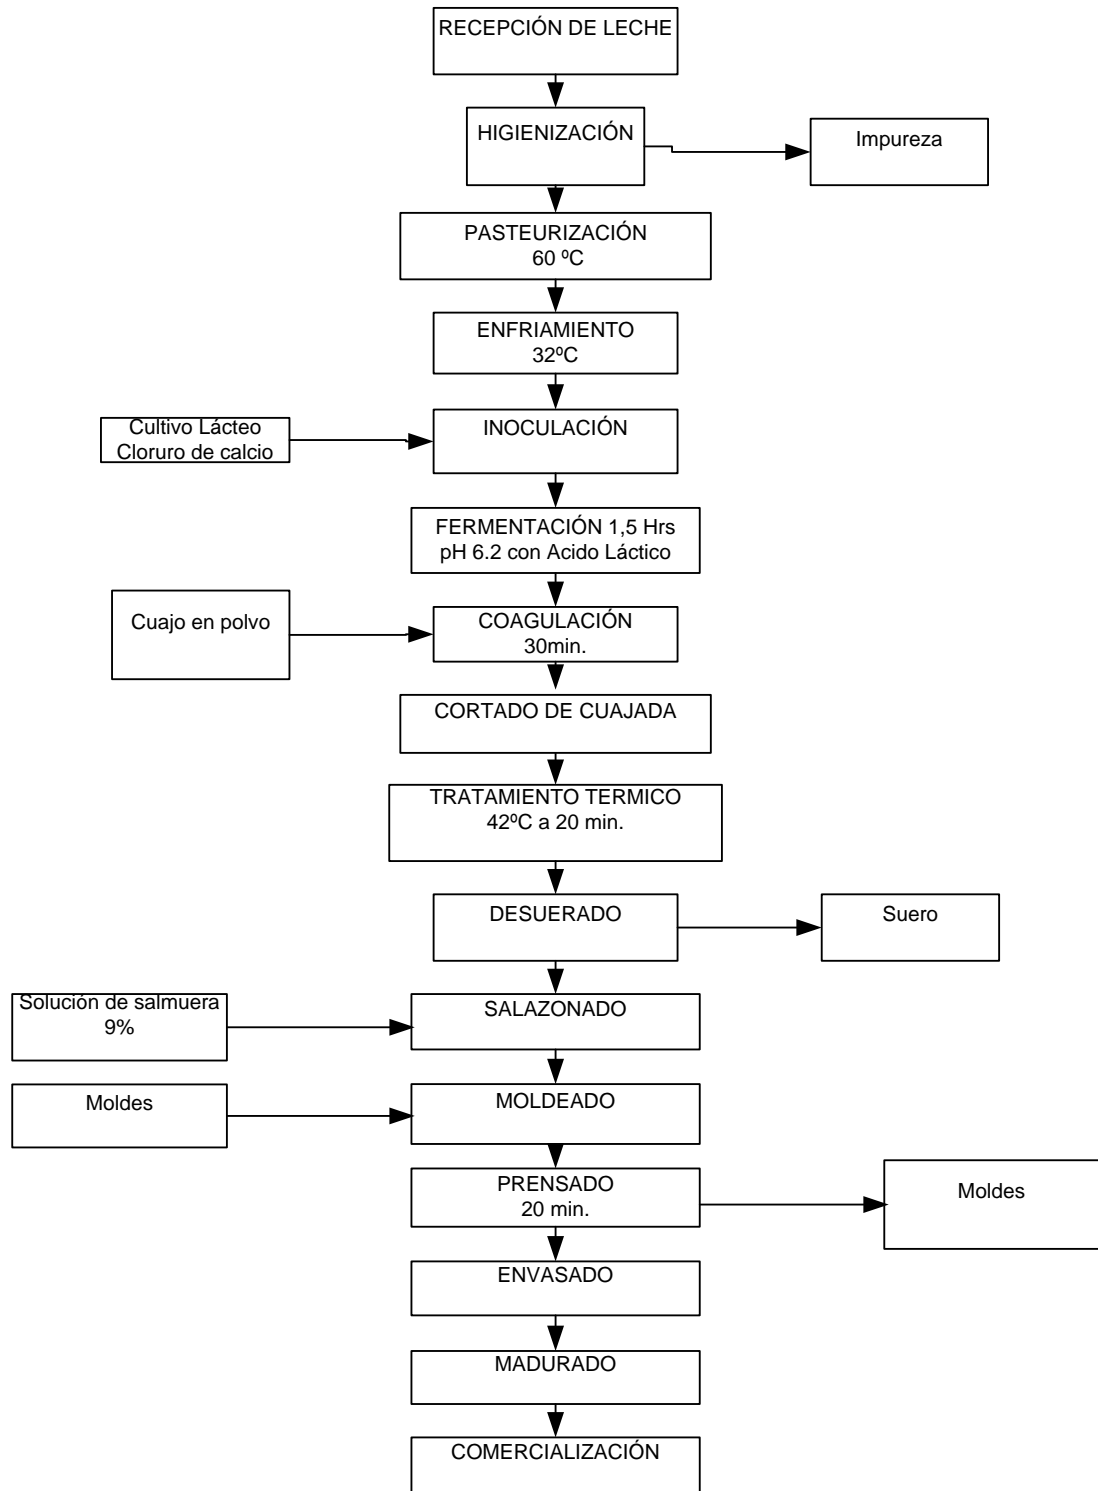 RECEPCIÓN DE LECHE
HIGIENIZACIÓN
Impureza
PASTEURIZACIÓN
60 ºC
ENFRIAMIENTO
32ºC
Cultivo Lácteo
Cloruro de calcio
INOCULACIÓN
FERMENTACIÓN 1,5 Hrs
pH 6.2 con Acido Láctico
Cuajo en polvo
COAGULACIÓN
30min.
CORTADO DE CUAJADA
TRATAMIENTO TERMICO
42ºC a 20 min.
DESUERADO
Suero
Solución de salmuera
9%
SALAZONADO
Moldes
MOLDEADO
PRENSADO
20 min.
Moldes
ENVASADO
MADURADO
COMERCIALIZACIÓN